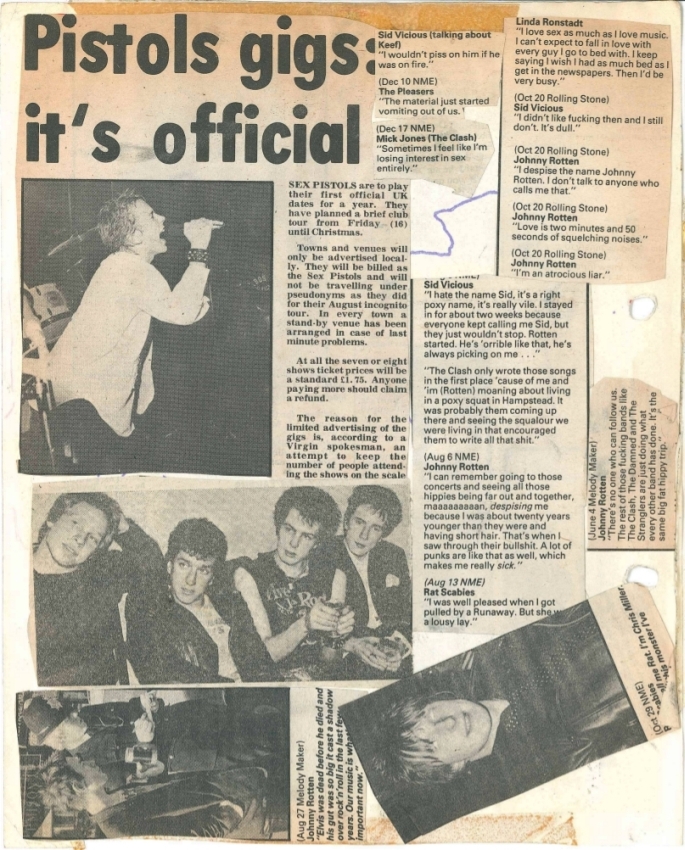 Pistols gigs:
it's official
SEX PISTOLS are to play
their first official UK
dates for a year. They
have planned a brief club
tour from Friday (16)
until Christmas.
Towns and venues will
only be advertised local-
ly. They will be billed as
the Sex Pistols and will
not be travelling under
pseudonyms as they did
for their August incognito
tour. In every town a
stand-by venue has been
arranged in case of last
minute problems.
At all the seven or eight
shows ticket prices will be
a standard £1.75. Anyone
paying more should claim
a refund.
The reason for the
limited advertising of the
gigs is, according to a
Virgin spokesman, an
attempt to keep the
number of people attend-
ing the shows on the scale
Sid Vicious (talking about
Keef)
"I wouldn't piss on him if he
was on fire."
(Dec 10 NME)
The Pleasers
"The material just started
vomiting out of us."
(Dec 17 NME)
Mick Jones (The Clash)
"Sometimes I feel like I'm
losing interest in sex
entirely."
Linda Ronstadt
"I love sex as much as I love music.
I can't expect to fall in love with
every guy I go to bed with. I keep
saying I wish I had as much bed as I
get in the newspapers. Then I'd be
very busy."
(Oct 20 Rolling Stone)
Sid Vicious
"I didn't like fucking then and I still
don't. It's dull."
(Oct 20 Rolling Stone)
Johnny Rotten
"I despise the name Johnny
Rotten. I don't talk to anyone who
calls me that."
(Oct 20 Rolling Stone)
Johnny Rotten
"Love is two minutes and 50
seconds of squelching noises."
(Oct 20 Rolling Stone)
Johnny Rotten
"I'm an atrocious liar."
Sid Vicious
"I hate the name Sid, it's a right
poxy name, it's really vile. I stayed
in for about two weeks because
everyone kept calling me Sid, but
they just wouldn't stop. Rotten
started. He's 'orrible like that, he's
always picking on me . . ."
"The Clash only wrote those songs
in the first place 'cause of me and
'im (Rotten) moaning about living
in a poxy squat in Hampstead. It
was probably them coming up
there and seeing the squalour we
were living in that encouraged
them to write all that shit."
(Aug 6 NME)
Johnny Rotten
"I can remember going to those
concerts and seeing all those
hippies being far out and together,
maaaaaaaaan, despising me
because I was about twenty years
younger than they were and
having short hair. That's when I
saw through their bullshit. A lot of
punks are like that as well, which
makes me really sick."
(Aug 13 NME)
Rat Scabies
"I was well pleased when I got
pulled by a Runaway. But she w
a lousy lay."
(June 4 Melody Maker)
Johnny Rotten
"There's no one who can follow us.
The rest of those fucking bands like
The Clash, The Damned and The
Stranglers are just doing what
every other band has done. It's the
same big fat hippy trip."
(Aug 27 Melody Maker)
Johnny Rotten
"Elvis was dead before he died and
his gut was so big it cast a shadow
over rock'n'roll in the last few
years. Our music is what
important now."
(Oct 29 NME)
me Rat. I'm Chris Miller.
his monster I've